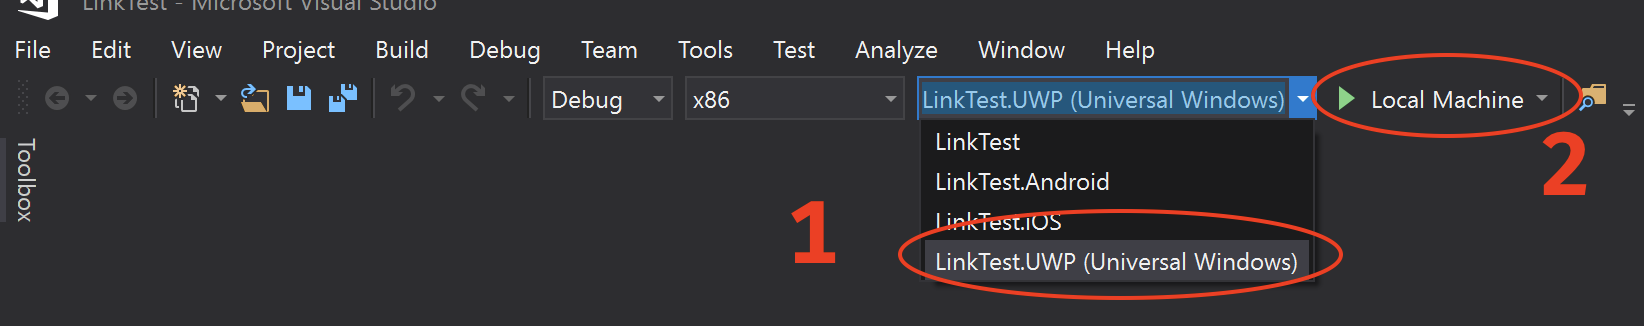 LinkTest - Microsoft Visual Studio
File Edit View Project Build Debug Team Tools Test Analyze Window Help
Debug x86 LinkTest.UWP (Universal Windows) Local Machine
Toolbox
LinkTest
LinkTest.Android
2
LinkTest.iOS
1
LinkTest.UWP (Universal Windows)